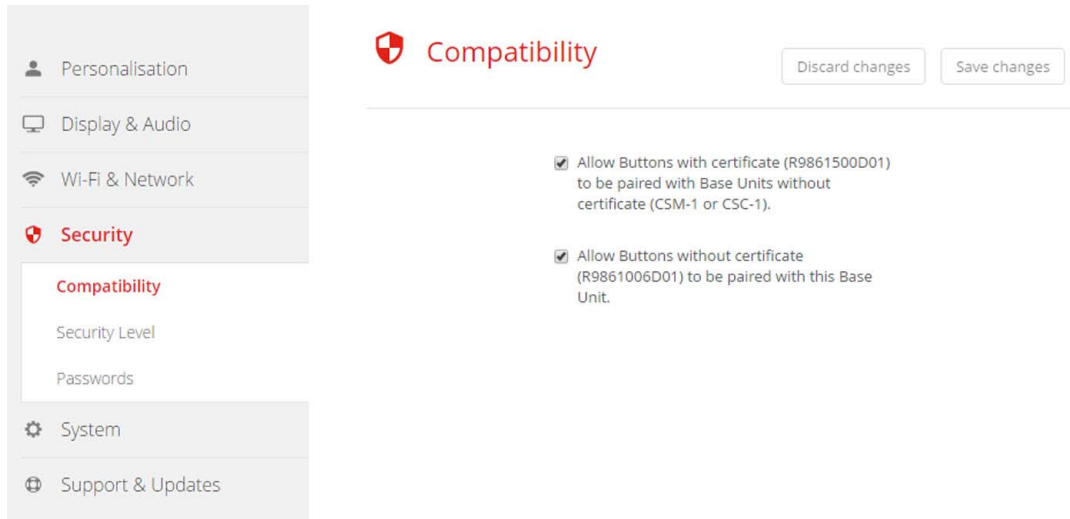 Personalisation
Display & Audio
Wi-Fi & Network
Security
Compatibility
Security Level
Passwords
System
Support & Updates
Compatibility
Discard changes
Save changes
Allow Buttons with certificate (R9861500D01)
to be paired with Base Units without
certificate (CSM-1 or CSC-1).
Allow Buttons without certificate
(R9861006D01) to be paired with this Base
Unit.